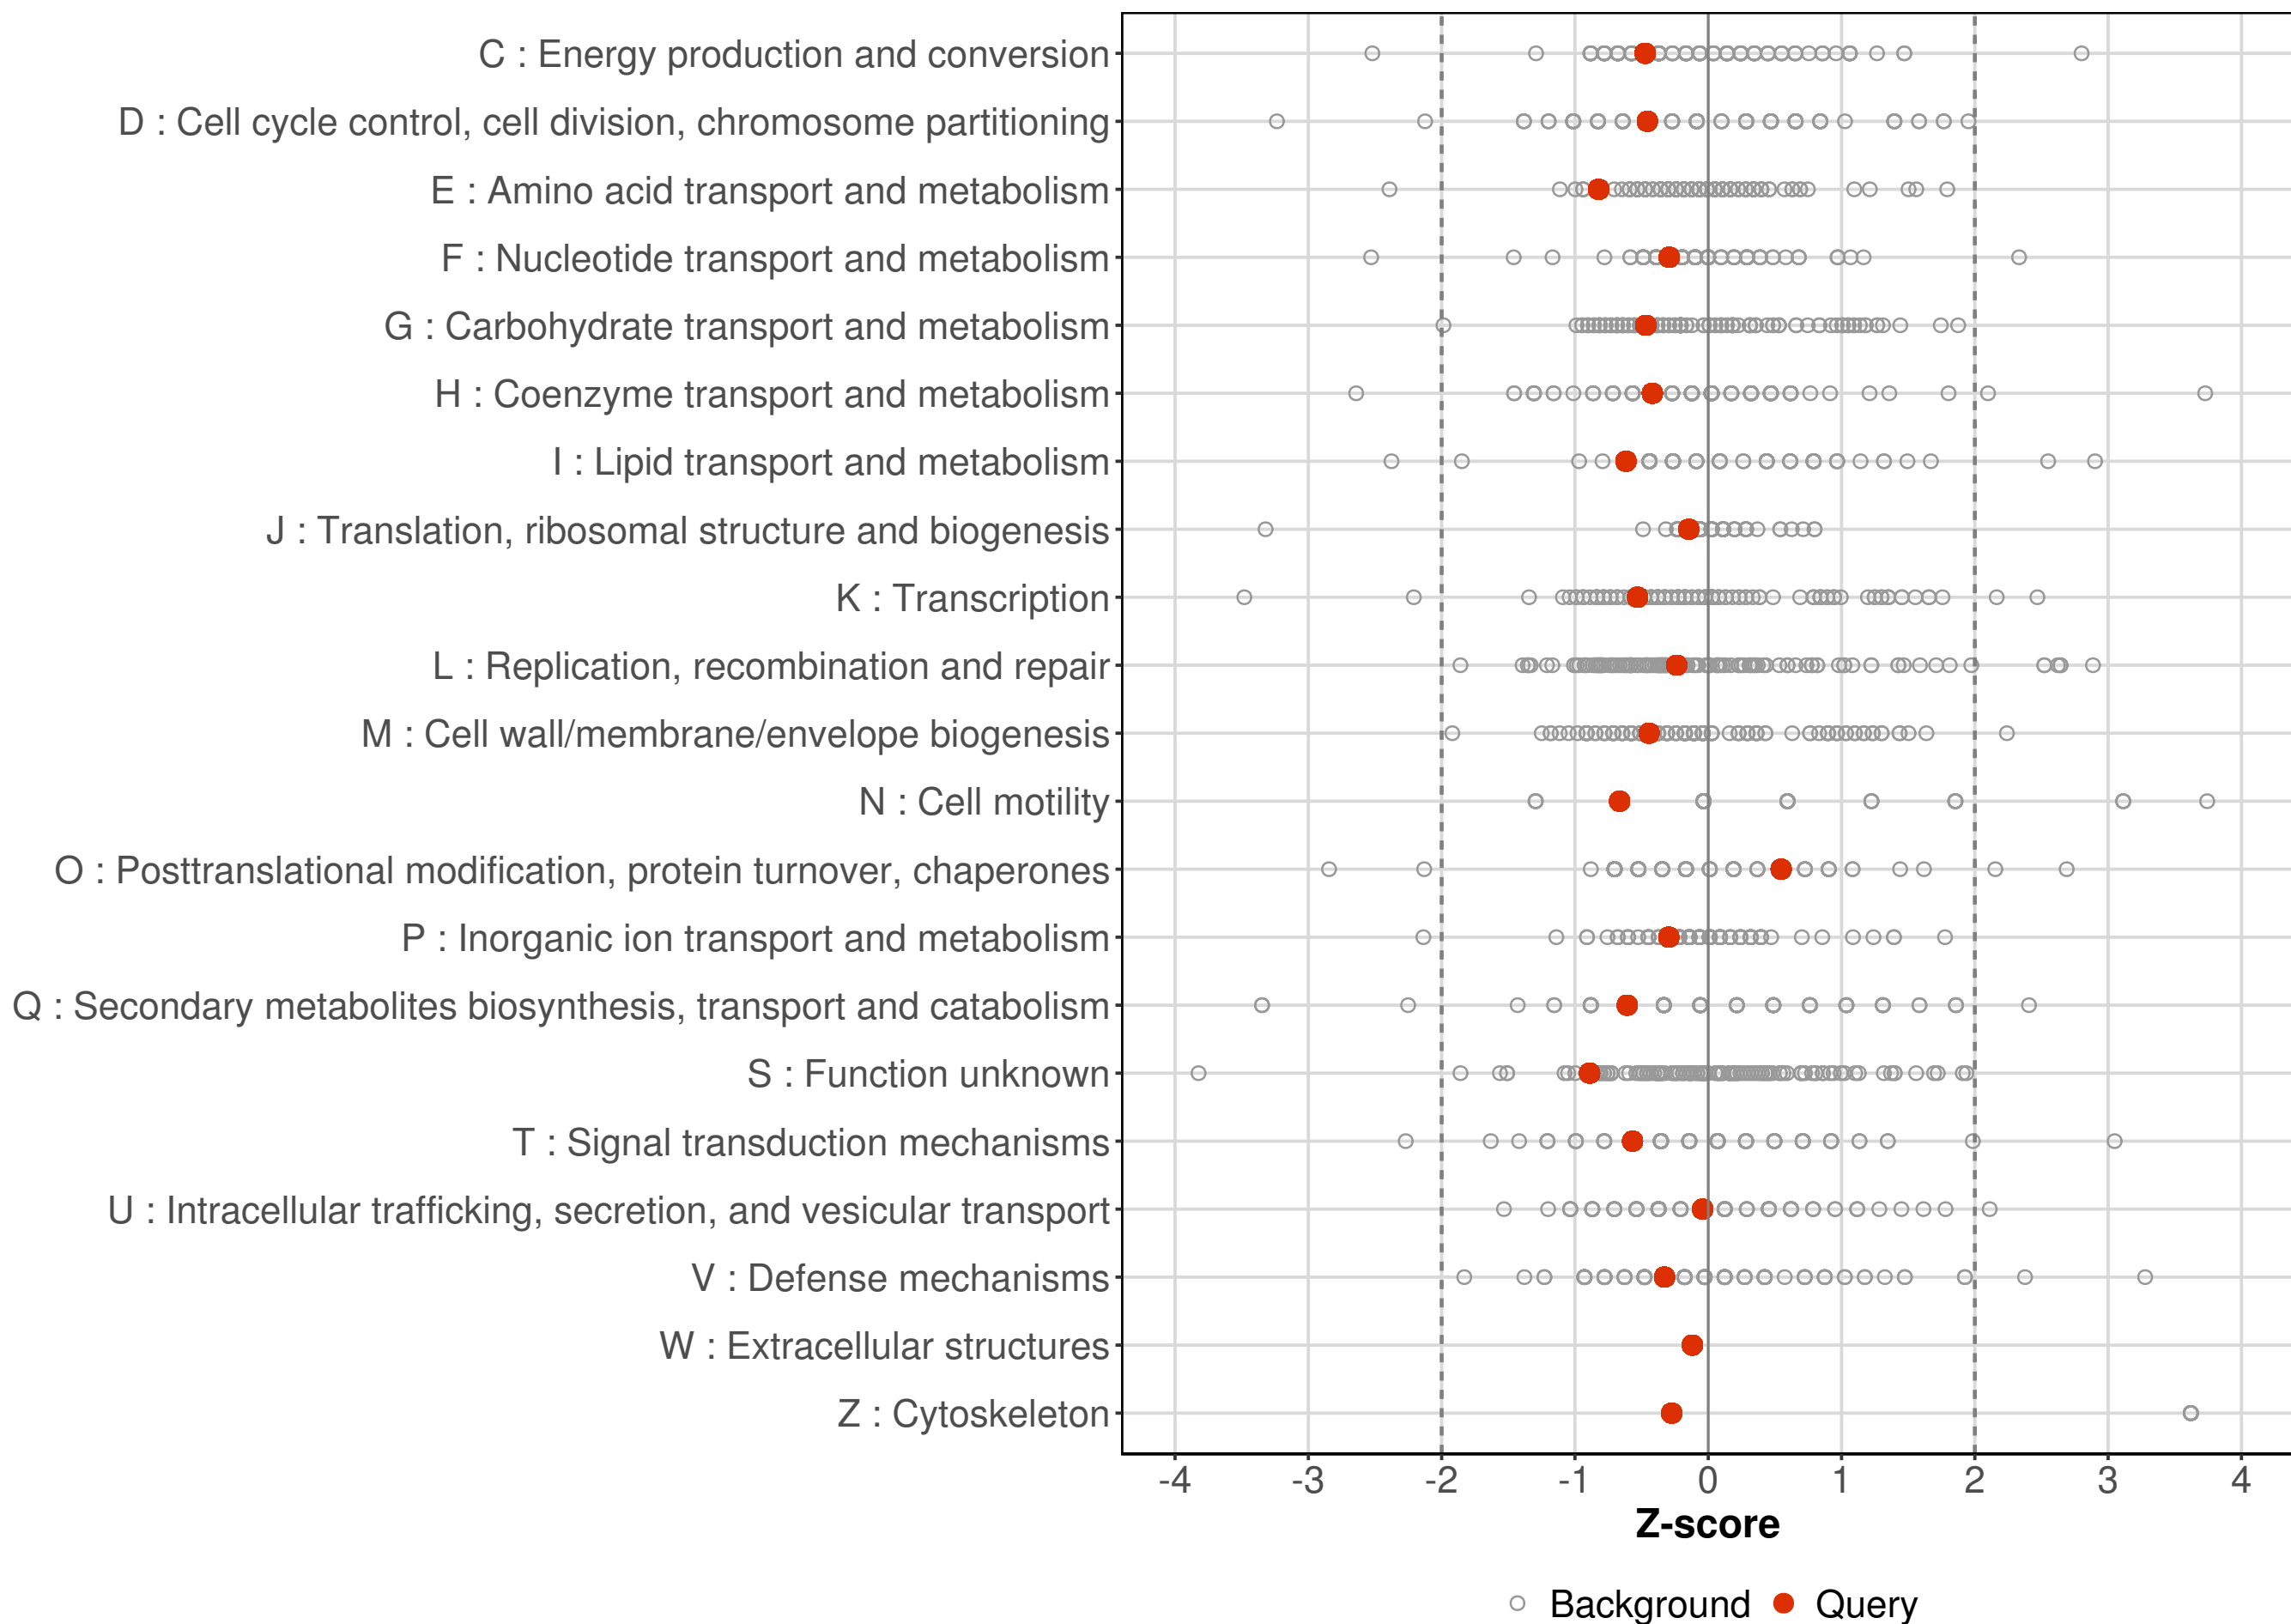 C : Energy production and conversion
D : Cell cycle control, cell division, chromosome partitioning
E : Amino acid transport and metabolism
F : Nucleotide transport and metabolism
G : Carbohydrate transport and metabolism
H : Coenzyme transport and metabolism
I : Lipid transport and metabolism
J : Translation, ribosomal structure and biogenesis
K : Transcription
L : Replication, recombination and repair
M : Cell wall/membrane/envelope biogenesis
N : Cell motility
O : Posttranslational modification, protein turnover, chaperones
P : Inorganic ion transport and metabolism
Q : Secondary metabolites biosynthesis, transport and catabolism
S : Function unknown
T : Signal transduction mechanisms
U : Intracellular trafficking, secretion, and vesicular transport
V : Defense mechanisms
W : Extracellular structures
Z : Cytoskeleton
-4 -3 -2 -1 0 1 2 3 4
Z-score
Background Query